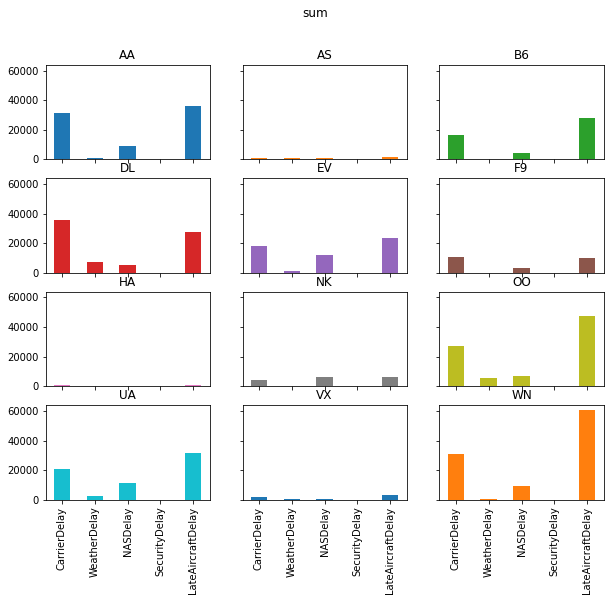 sum
AA
AS
B6
60000
40000
20000
0
DL
EV
F9
60000
40000
20000
0
HA
NK
OO
60000
40000
20000
0
UA
VX
WN
60000
40000
20000
0
CarrierDelay
WeatherDelay
NASDelay
SecurityDelay
LateAircraftDelay
CarrierDelay
WeatherDelay
NASDelay
SecurityDelay
LateAircraftDelay
CarrierDelay
WeatherDelay
NASDelay
SecurityDelay
LateAircraftDelay